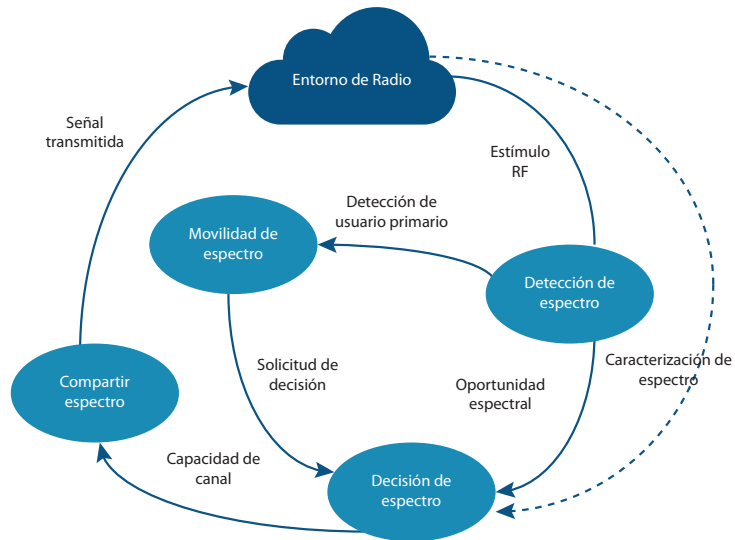 Entorno de Radio
Señal
transmitida
Estímulo
RF
Detección de
usuario primario
Movilidad de
espectro
Detección de
espectro
Solicitud de
decisión
Caracterización de
espectro
Compartir
espectro
Oportunidad
espectral
Capacidad de
canal
Decisión de
espectro